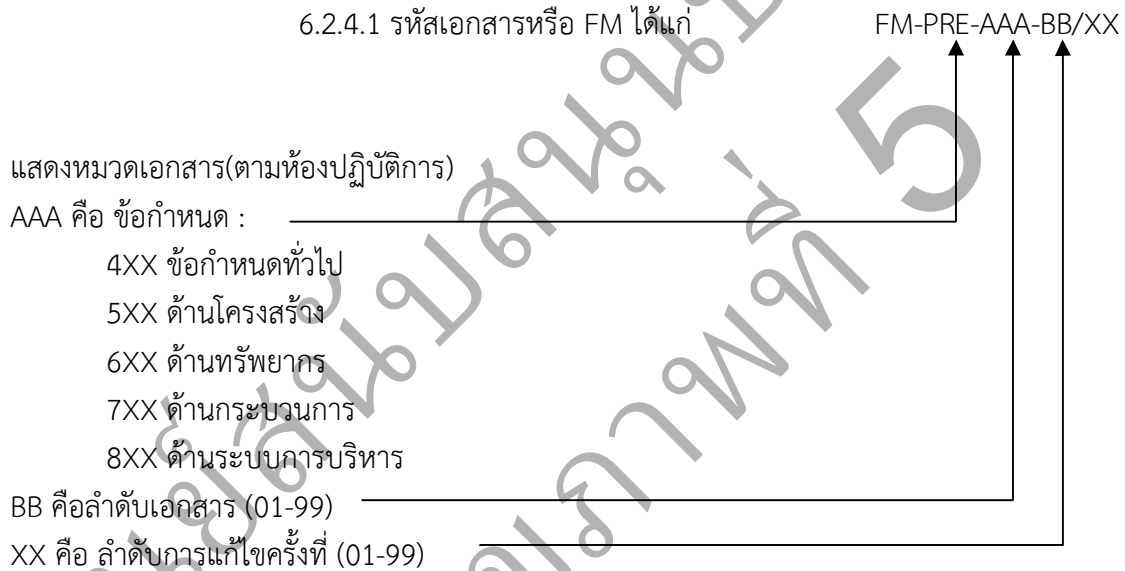 6.2.4.1 รหัสเอกสารหรือ FM ได้แก่ FM-PRE-AAA-BB/XX
แสดงหมวดเอกสาร(ตามห้องปฏิบัติการ)
AAA คือ ข้อกำหนด :
4XX ข้อกำหนดทั่วไป
5XX ด้านโครงสร้าง
6XX ด้านทรัพยากร
7XX ด้านกระบวนการ
8XX ด้านระบบการบริหาร
BB คือลำดับเอกสาร (01-99)
XX คือ ลำดับการแก้ไขครั้งที่ (01-99)